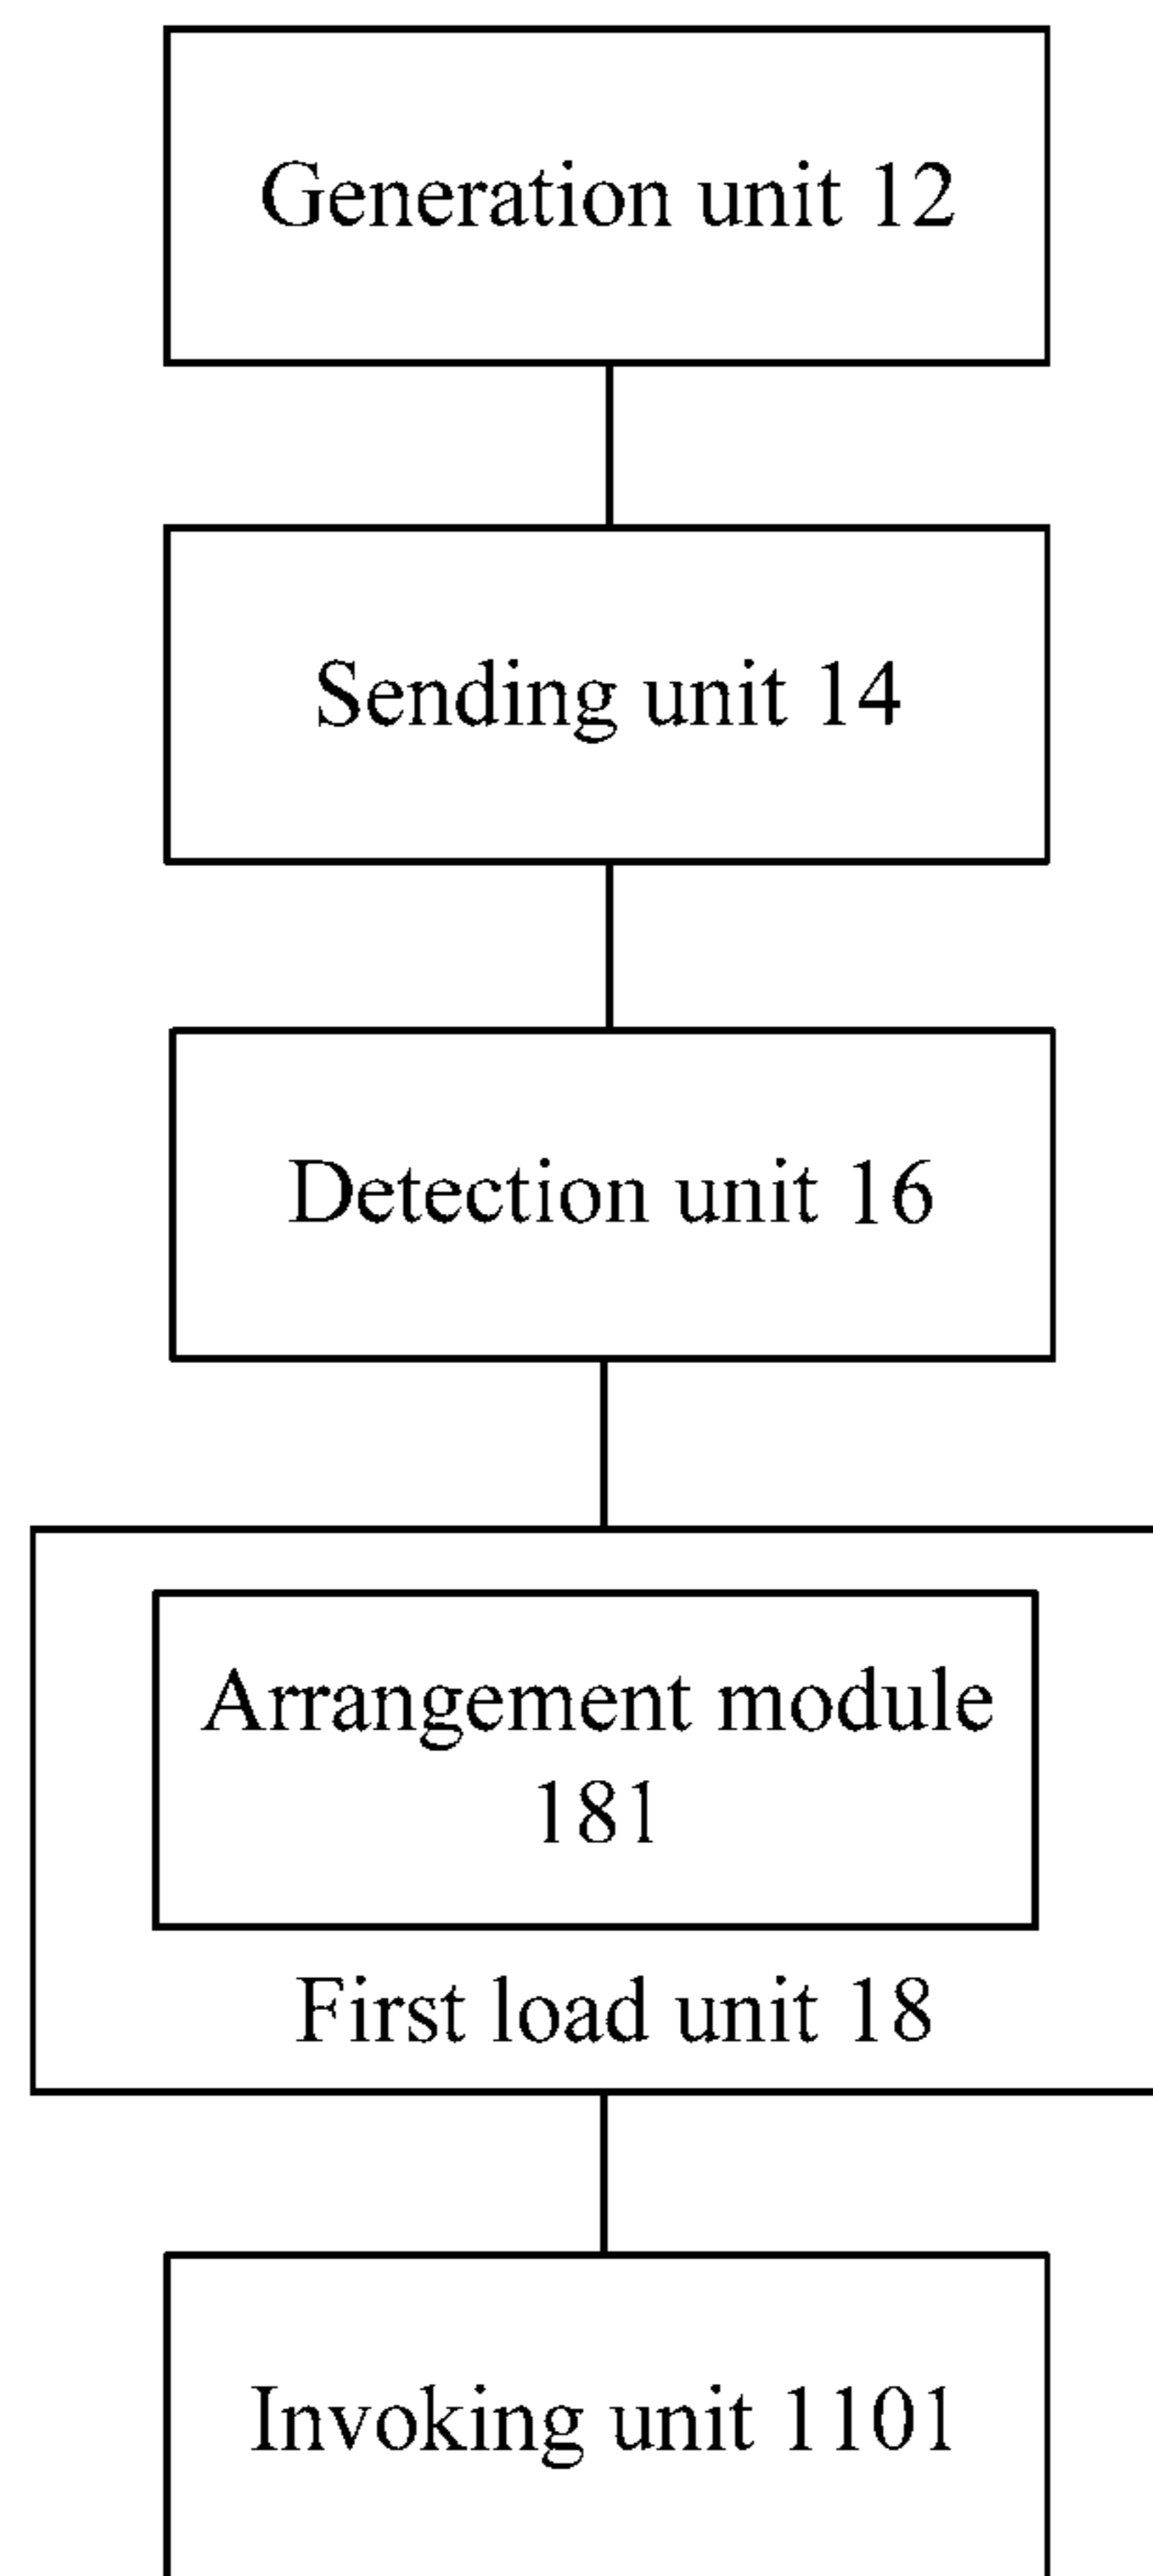 Generation unit 12
Sending unit 14
Detection unit 16
Arrangement module
181
First load unit 18
Invoking unit 1101